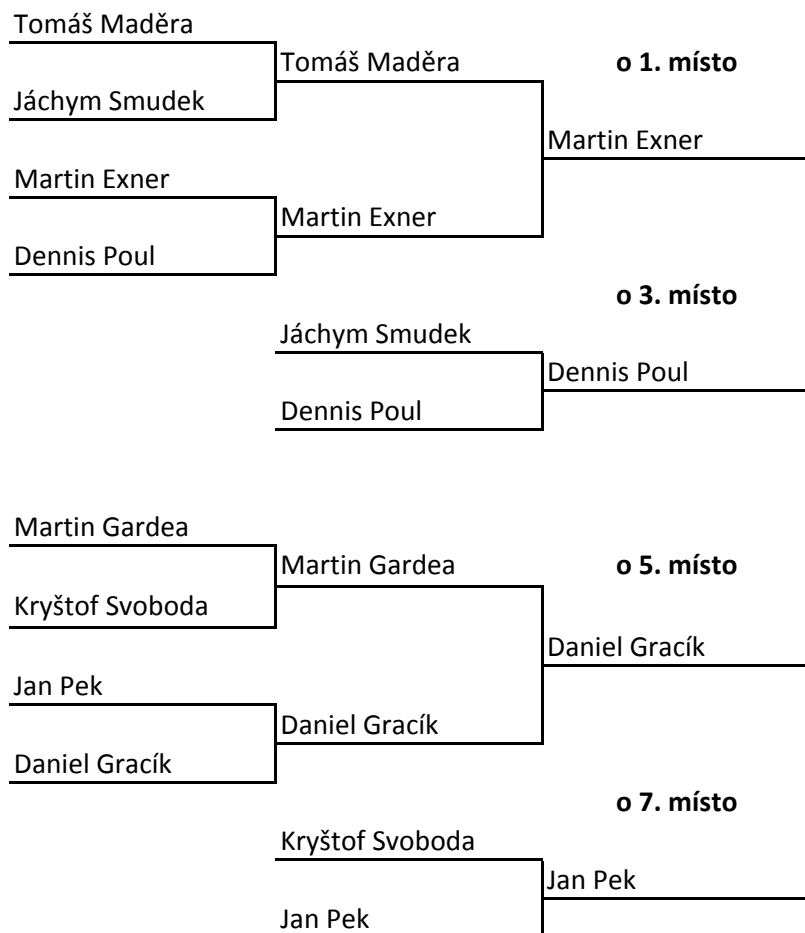 Tomáš Maděra
Tomáš Maděra o 1. místo
Jáchym Smudek
Martin Exner
Martin Exner
Martin Exner
Dennis Poul
o 3. místo
Jáchym Smudek
Dennis Poul
Dennis Poul
Martin Gardea
Martin Gardea o 5. místo
Kryštof Svoboda
Daniel Gracík
Jan Pek
Daniel Gracík
Daniel Gracík
o 7. místo
Kryštof Svoboda
Jan Pek
Jan Pek